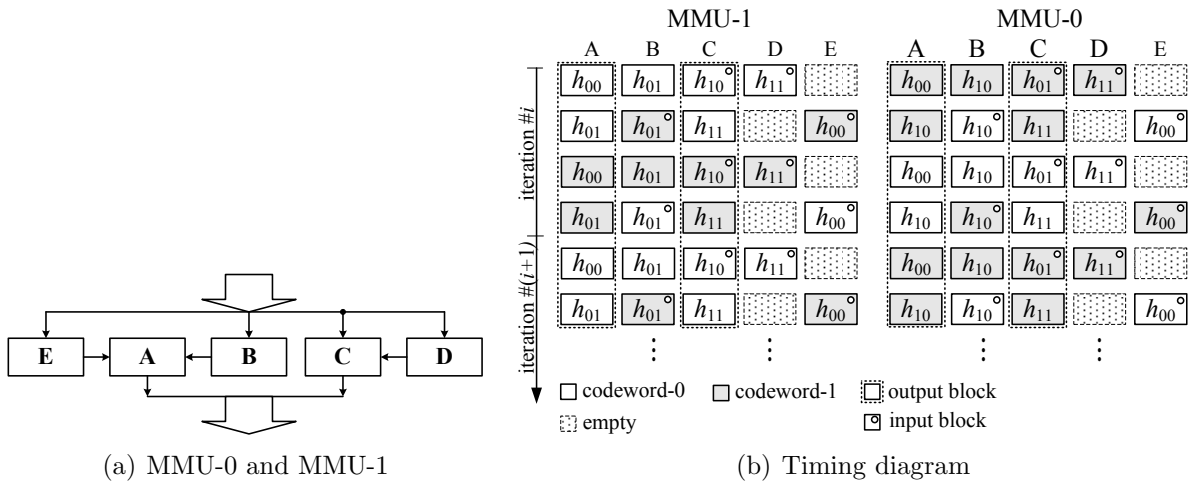 MMU-1 MMU-0
A B C D E A B C D E
iteration #i
h00 h01 h10 h11 h00 h10 h01 h11
h01 h01 h11 h00 h10 h10 h11 h00
h00 h01 h10 h11 h00 h10 h01 h11
h01 h01 h11 h00 h10 h10 h11 h00
iteration #(i+1)
h00 h01 h10 h11 h00 h10 h01 h11
h01 h01 h11 h00 h10 h10 h11 h00
E A B C D
codeword-0 codeword-1 output block
empty input block
(a) MMU-0 and MMU-1
(b) Timing diagram